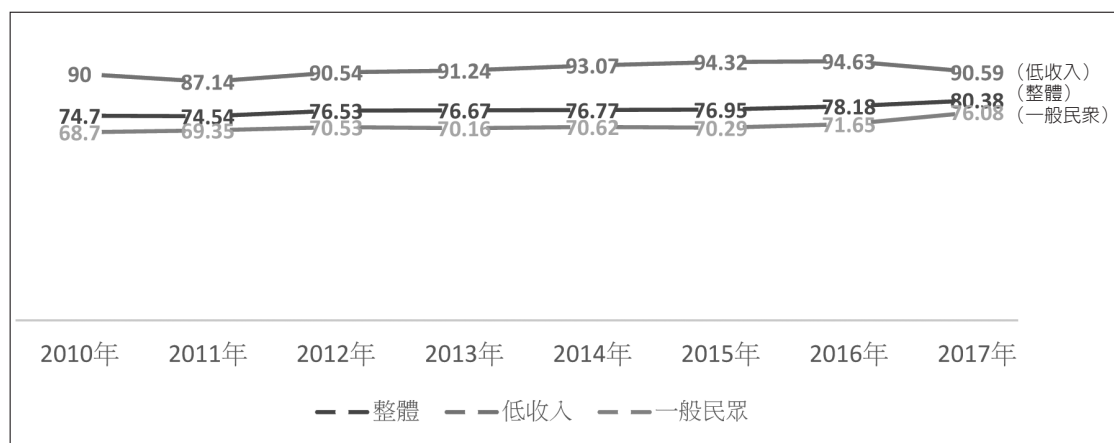 90 87.14 90.54 91.24 93.07 94.32 94.63 90.59 （低收入）
74.7 74.54 76.53 76.67 76.77 76.95 78.18 80.38 （整體）
68.7 69.35 70.53 70.16 70.62 70.29 71.65 76.08 （一般民衆）
2010年 2011年 2012年 2013年 2014年 2015年 2016年 2017年
整體 低收入 一般民眾